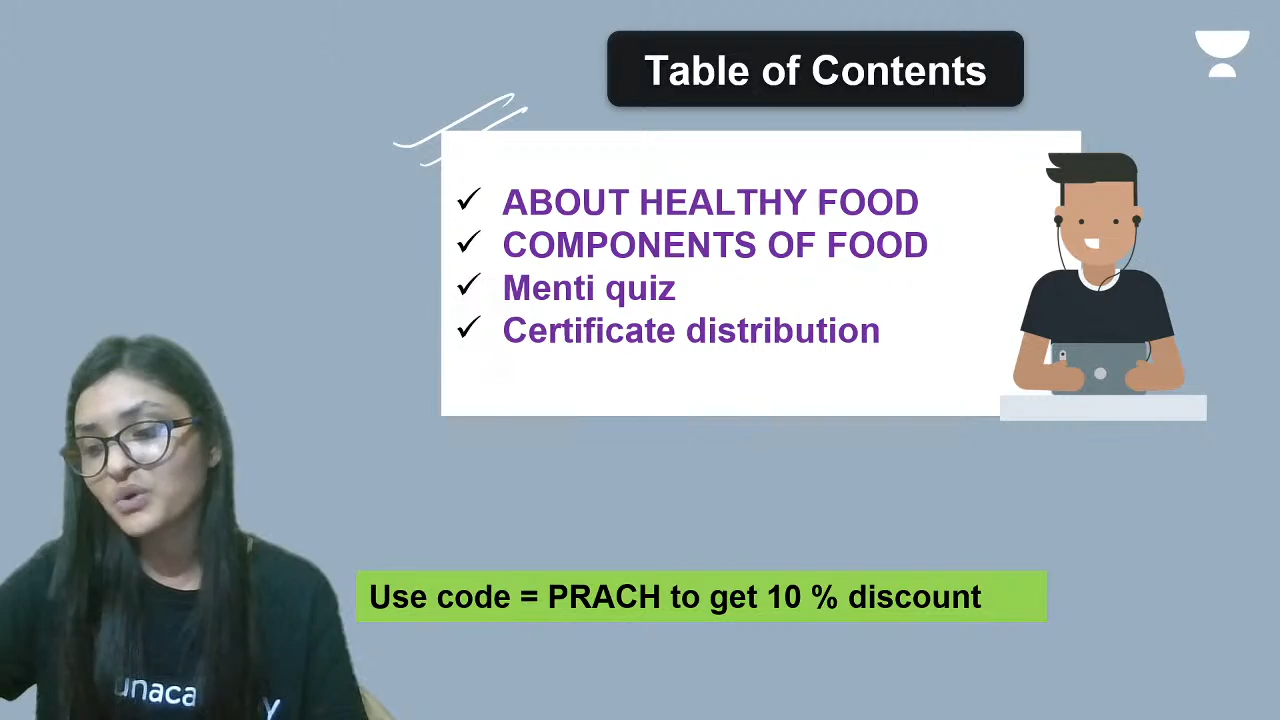 Table of Contents
✓ ABOUT HEALTHY FOOD
✓ COMPONENTS OF FOOD
✓ Menti quiz
✓ Certificate distribution
Use code = PRACH to get 10 % discount
unaca y